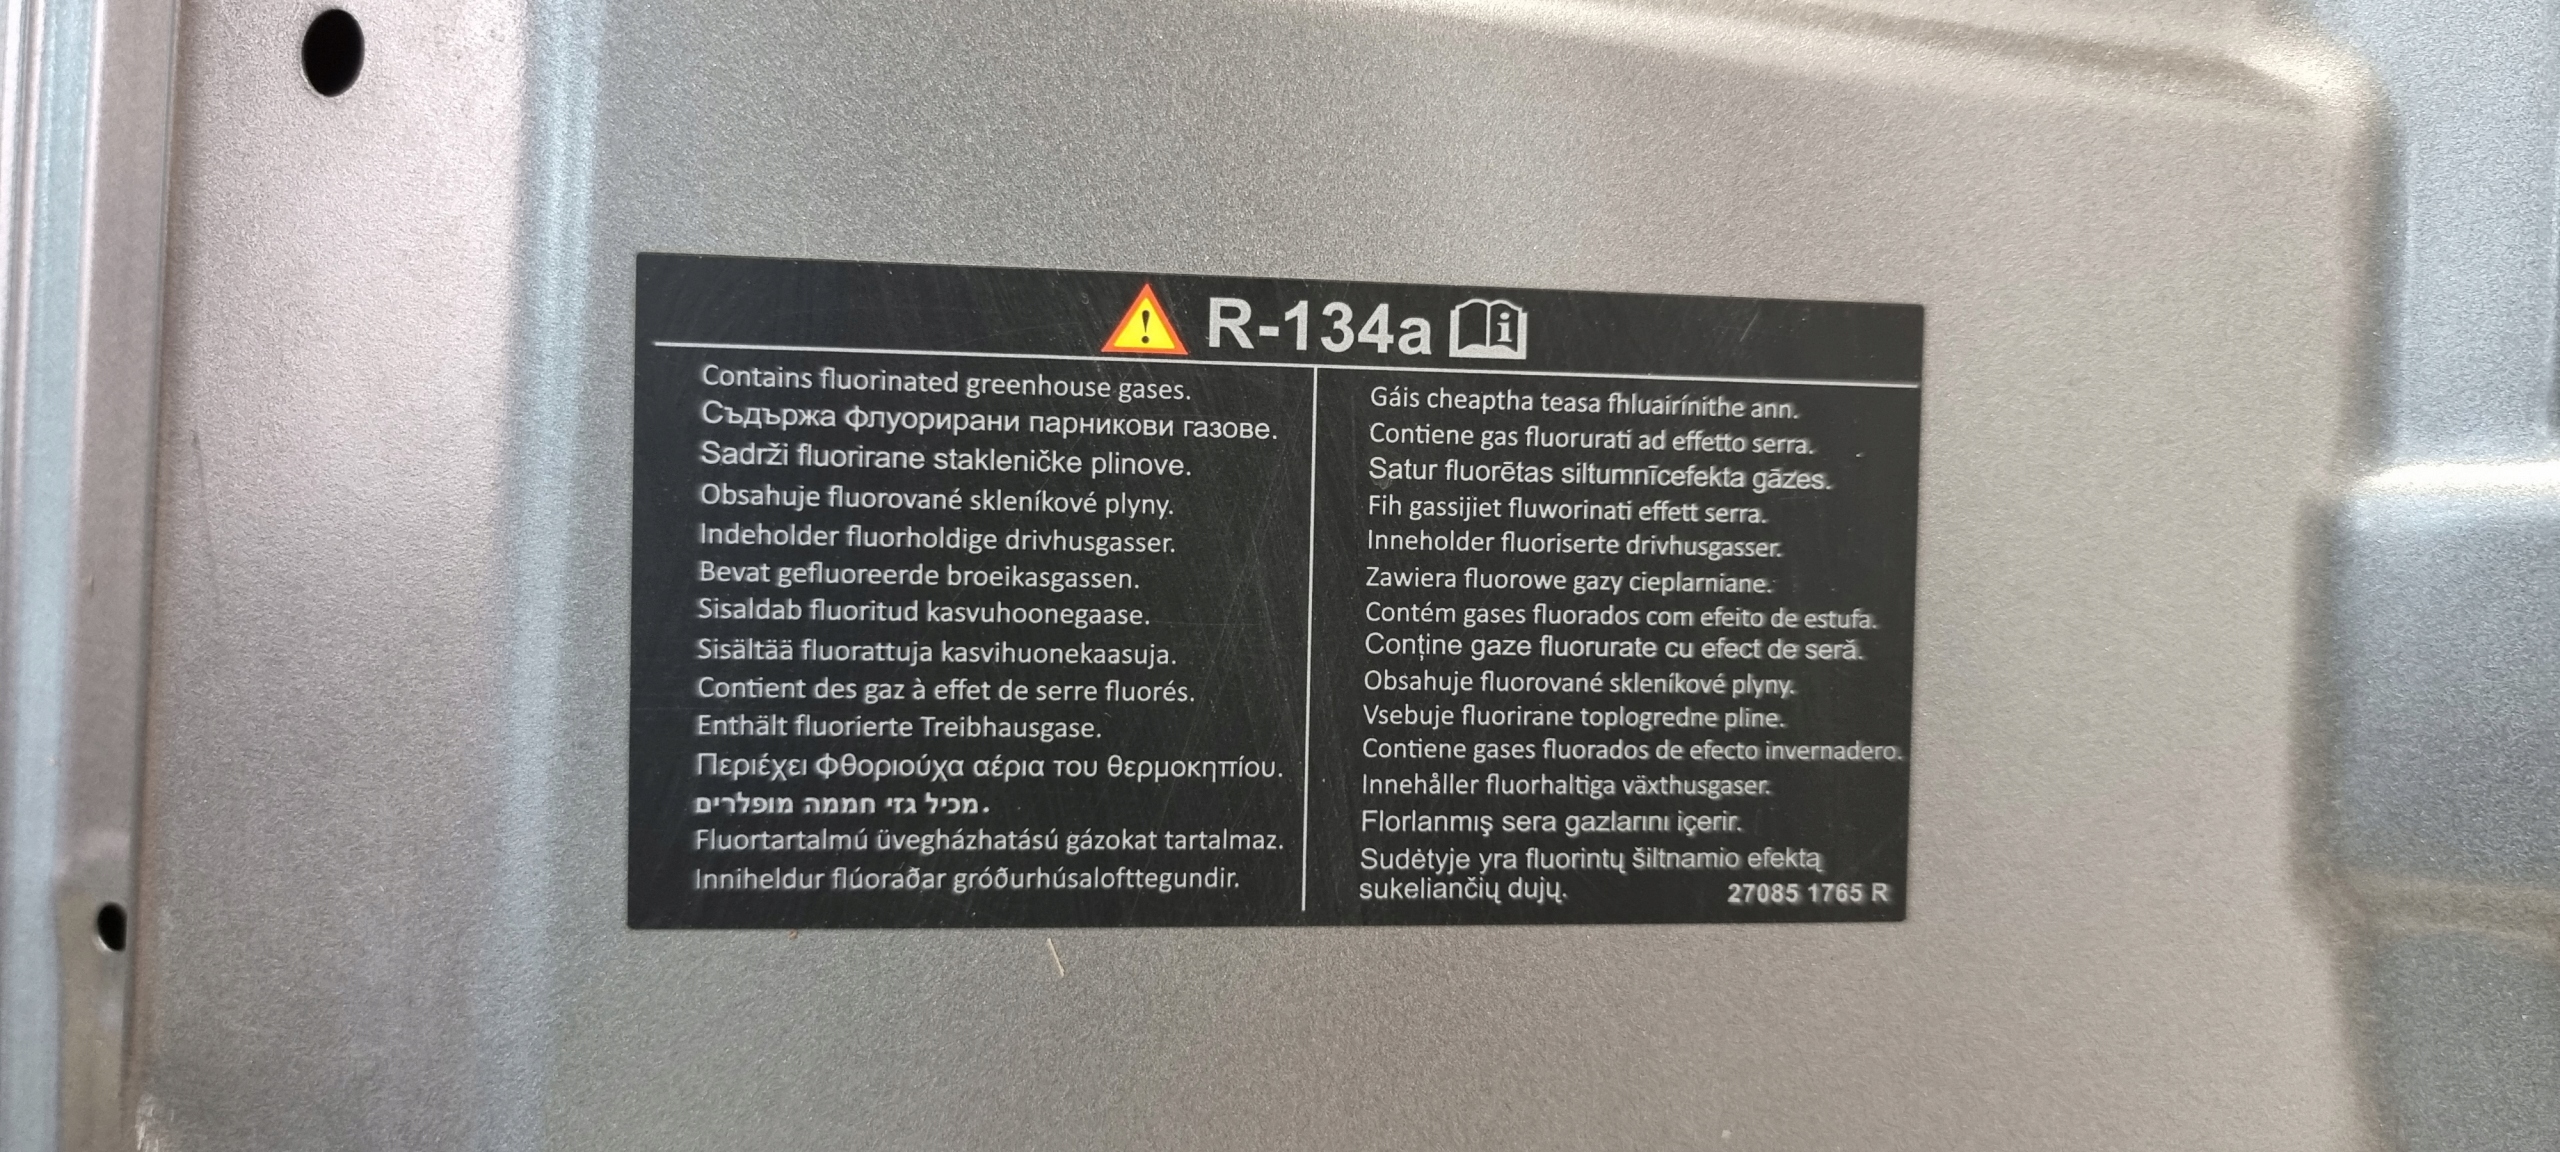 R-134a
Contains fluorinated greenhouse gases.
Съдържа флуорирани парникови газове.
Sadrži fluorirane stakleničke plinove.
Obsahuje fluorované skleníkové plyny.
Indeholder fluorholdige drivhusgasser.
Bevat gefluoreerde broeikasgassen.
Sisaldab fluoritud kasvuhoonegaase.
Sisältää fluorattuja kasvihuonekaasuja.
Contient des gaz à effet de serre fluorés.
Enthält fluorierte Treibhausgase.
Περιέχει Φθοριούχα αέρια του θερμοκηπίου.
מכיל גזי חממה מופלרים.
Fluortartalmú üvegházhatású gázokat tartalmaz.
Inniheldur flúoraðar gróðurhúsalofttegundir.
Gáis cheaptha teasa fhluairínithe ann.
Contiene gas fluorurati ad effetto serra.
Satur fluorētas siltumnīcefekta gāzes.
Fih gassijiet fluworinati effett serra.
Inneholder fluoriserte drivhusgasser.
Zawiera fluorowe gazy cieplarniane.
Contém gases fluorados com efeito de estufa.
Conține gaze fluorurate cu efect de seră.
Obsahuje fluorované skleníkové plyny.
Vsebuje fluorirane toplogredne pline.
Contiene gases fluorados de efecto invernadero.
Innehåller fluorhaltiga växthusgaser.
Florlanmış sera gazlarını içerir.
Sudėtyje yra fluorintų šiltnamio efektą
sukeliančių dujų.
27085 1765 R